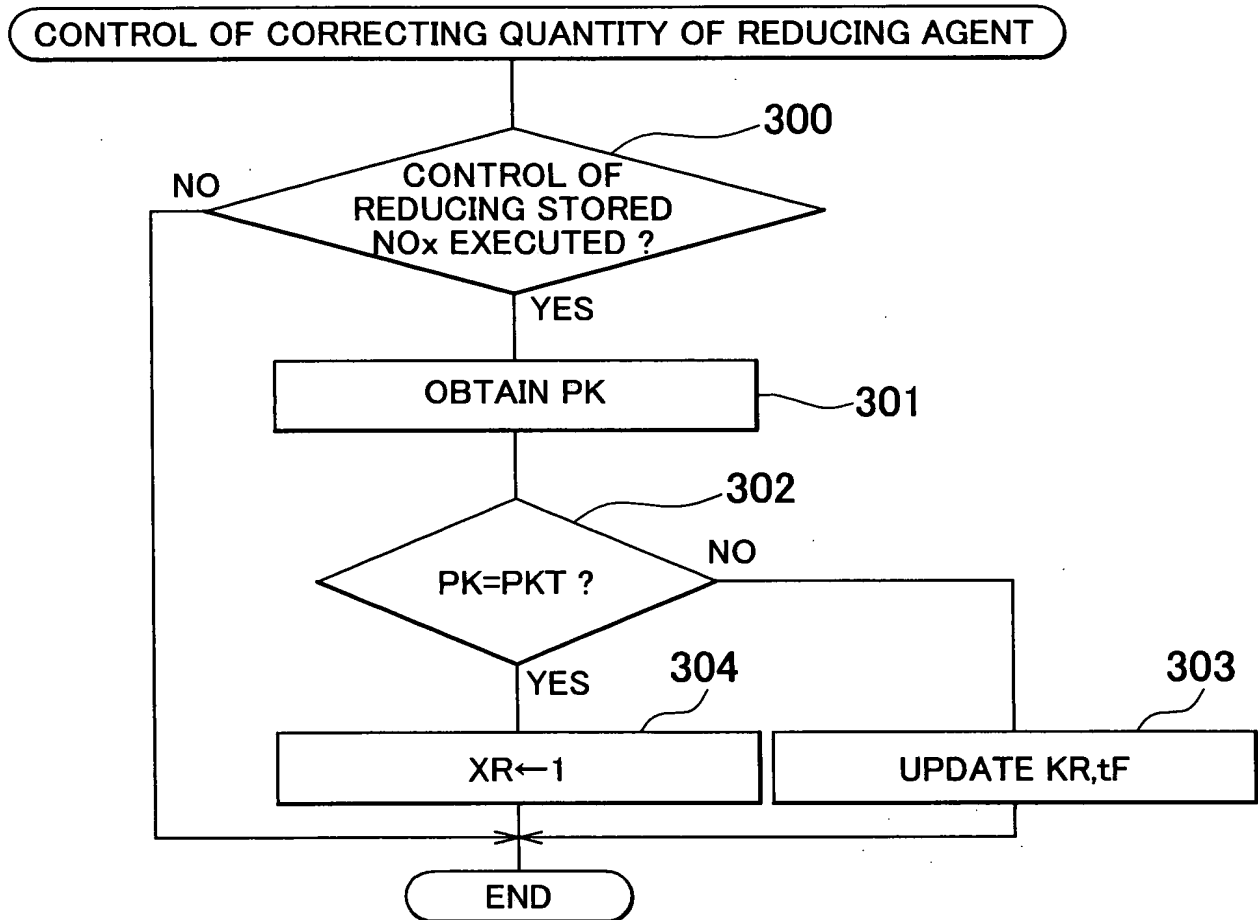 CONTROL OF CORRECTING QUANTITY OF REDUCING AGENT
300
NO
CONTROL OF
REDUCING STORED
NOx EXECUTED ?
YES
OBTAIN PK
301
302
NO
PK=PKT ?
YES
304
303
XR←1
UPDATE KR,tF
END